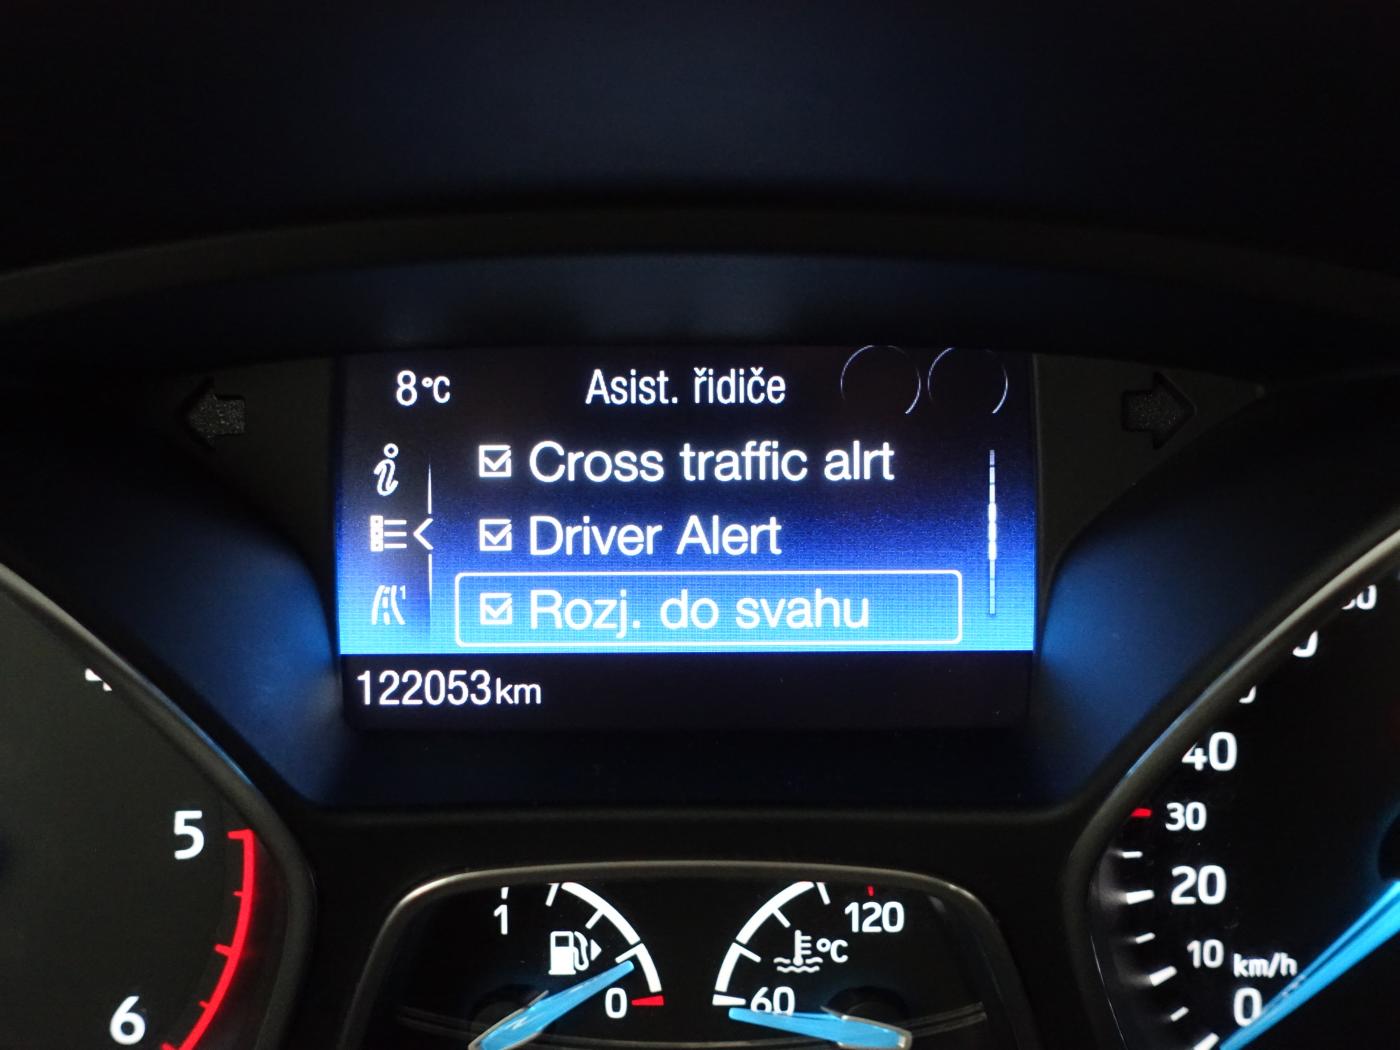 8°C Asist. řidiče
Cross traffic alrt
Driver Alert
Rozj. do svahu
122053km
5
6
1
0
120
°C
60
40
30
20
10 km/h
0